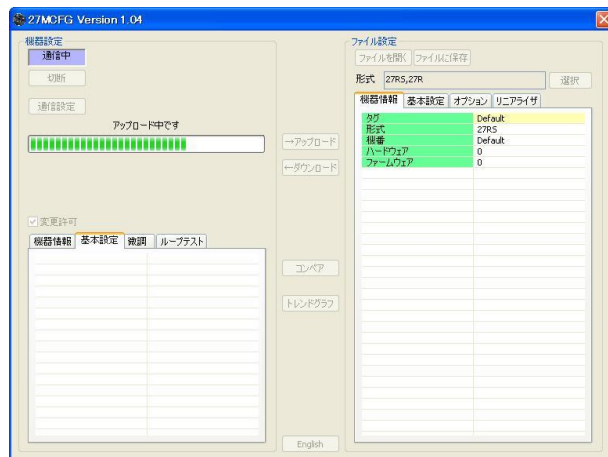 27MCFG Version 1.04
機器設定
通信中
切断
通信設定
アップロード中です
変更許可
機器情報 基本設定 微調 ループテスト
→アップロード
←ダウンロード
コンペア
トレンドグラフ
English
ファイル設定
ファイルを開く ファイルに保存
形式 27RS,27R 選択
機器情報 基本設定 オプション リニアライザ
タグ Default
形式 27RS
機番 Default
ハードウェア 0
ファームウェア 0